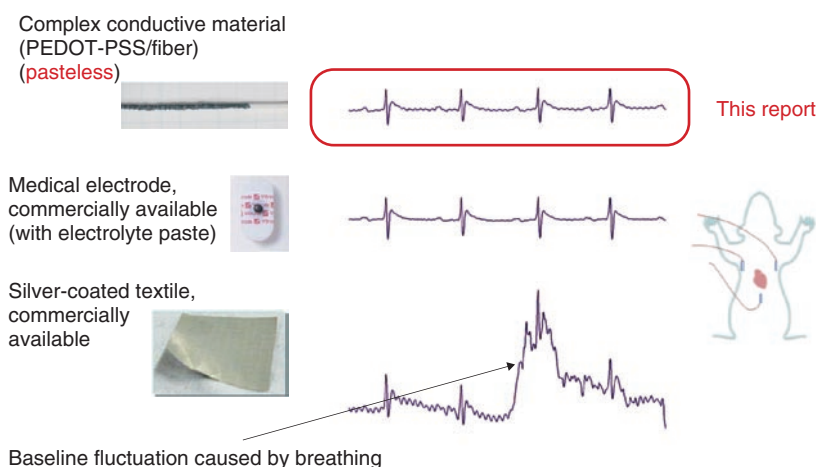 Complex conductive material
(PEDOT-PSS/fiber)
(pasteless)
This report
Medical electrode,
commercially available
(with electrolyte paste)
Silver-coated textile,
commercially
available
Baseline fluctuation caused by breathing